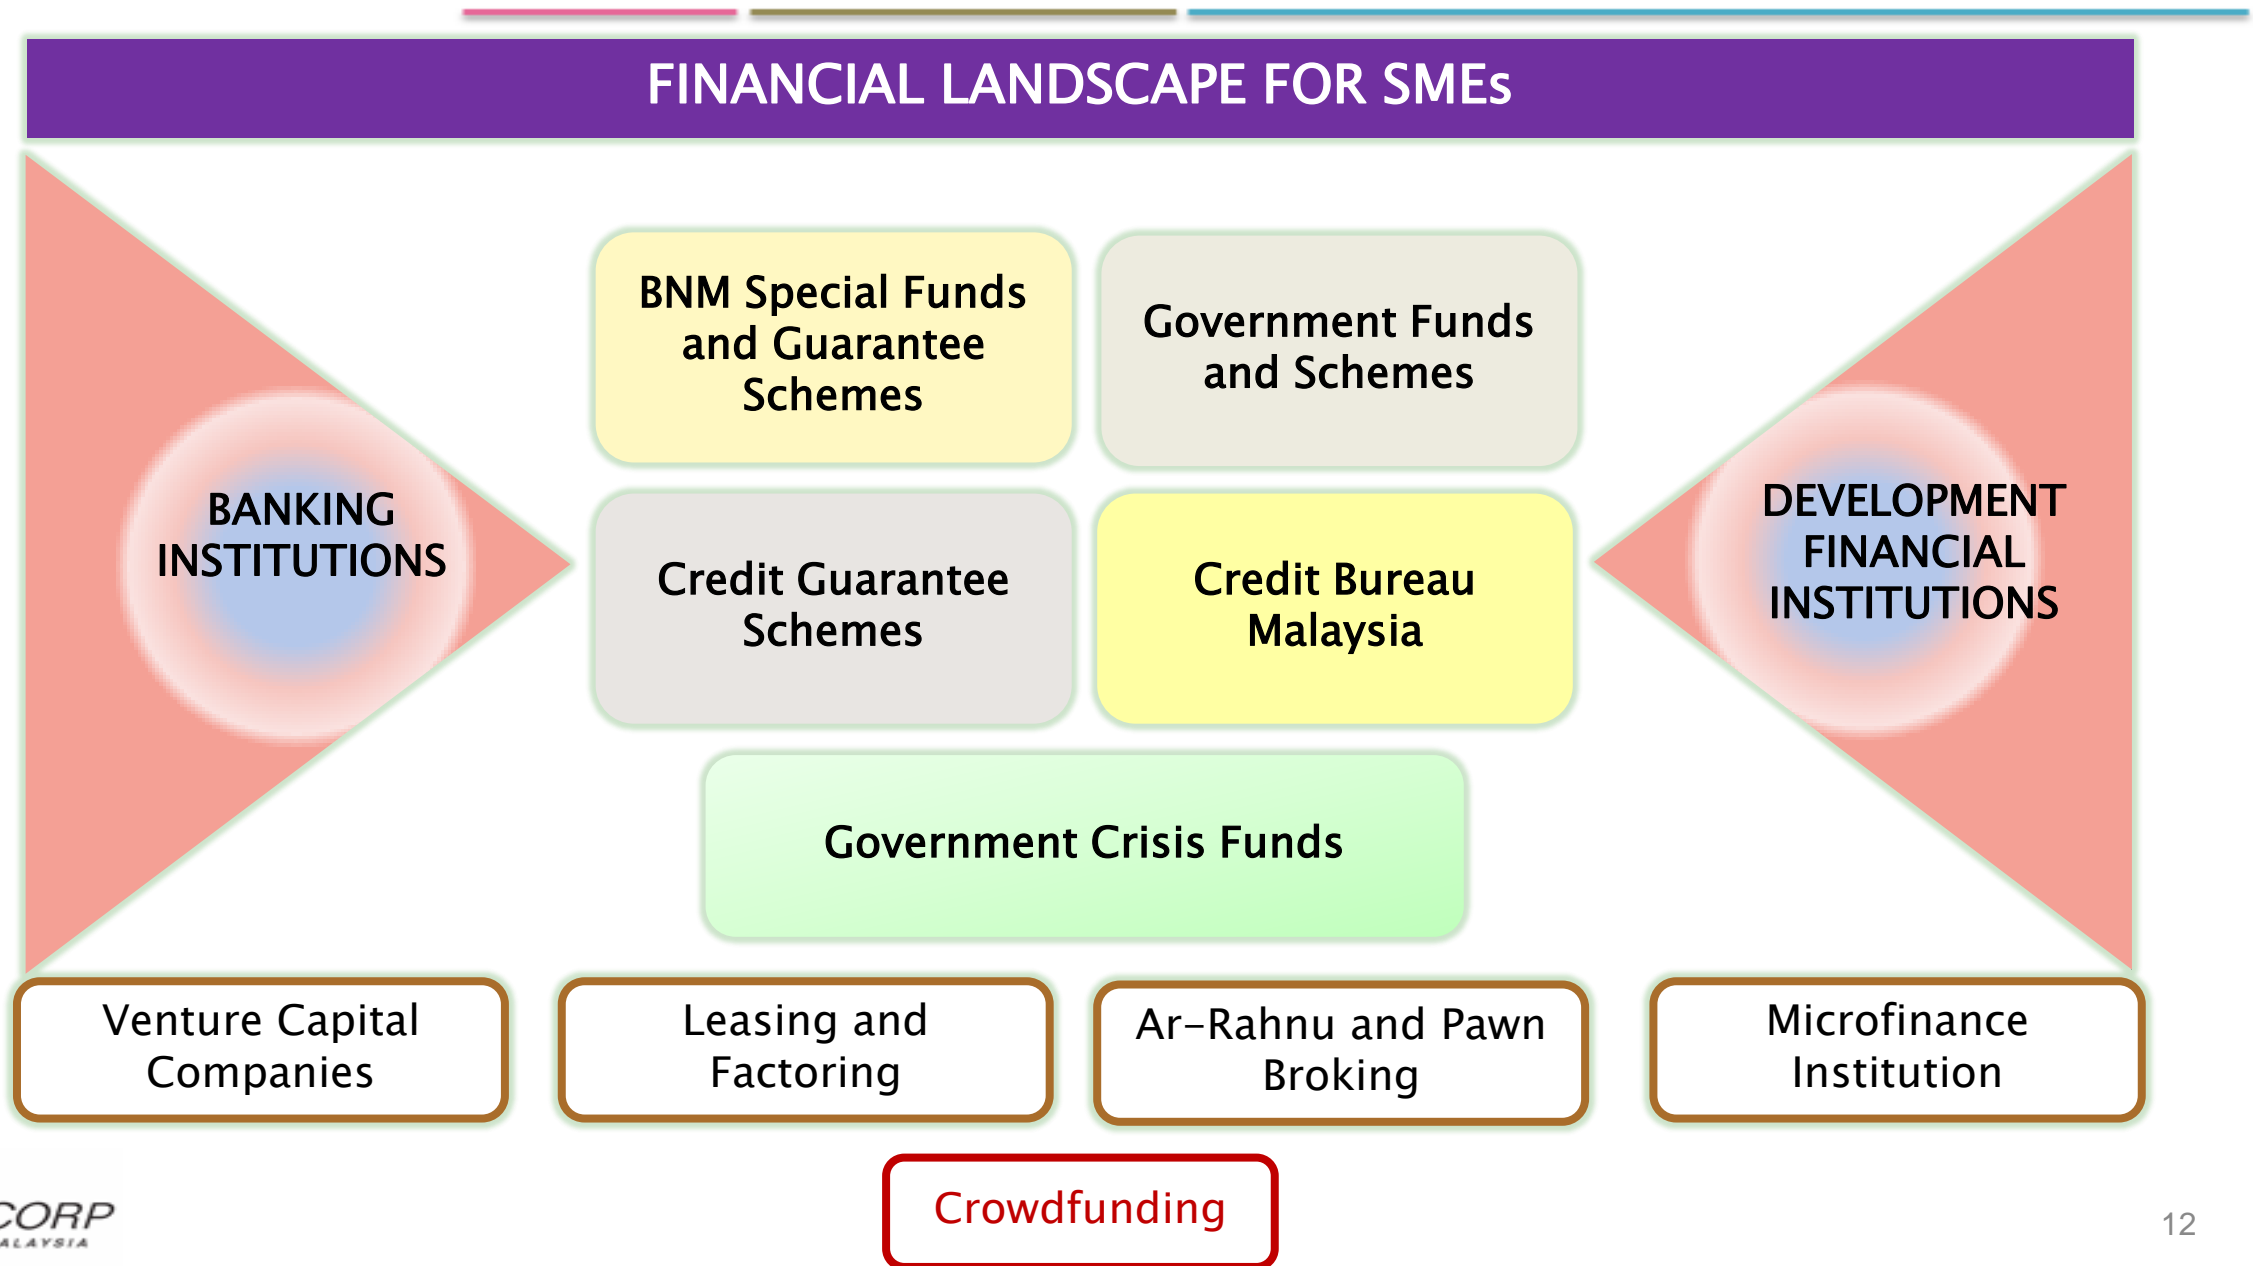 FINANCIAL LANDSCAPE FOR SMEs
BNM Special Funds
and Guarantee
Schemes
Government Funds
and Schemes
BANKING
INSTITUTIONS
DEVELOPMENT
FINANCIAL
INSTITUTIONS
Credit Guarantee
Schemes
Credit Bureau
Malaysia
Government Crisis Funds
Venture Capital
Companies
Leasing and
Factoring
Ar-Rahnu and Pawn
Broking
Microfinance
Institution
Crowdfunding
CORP
ALAYSIA
12